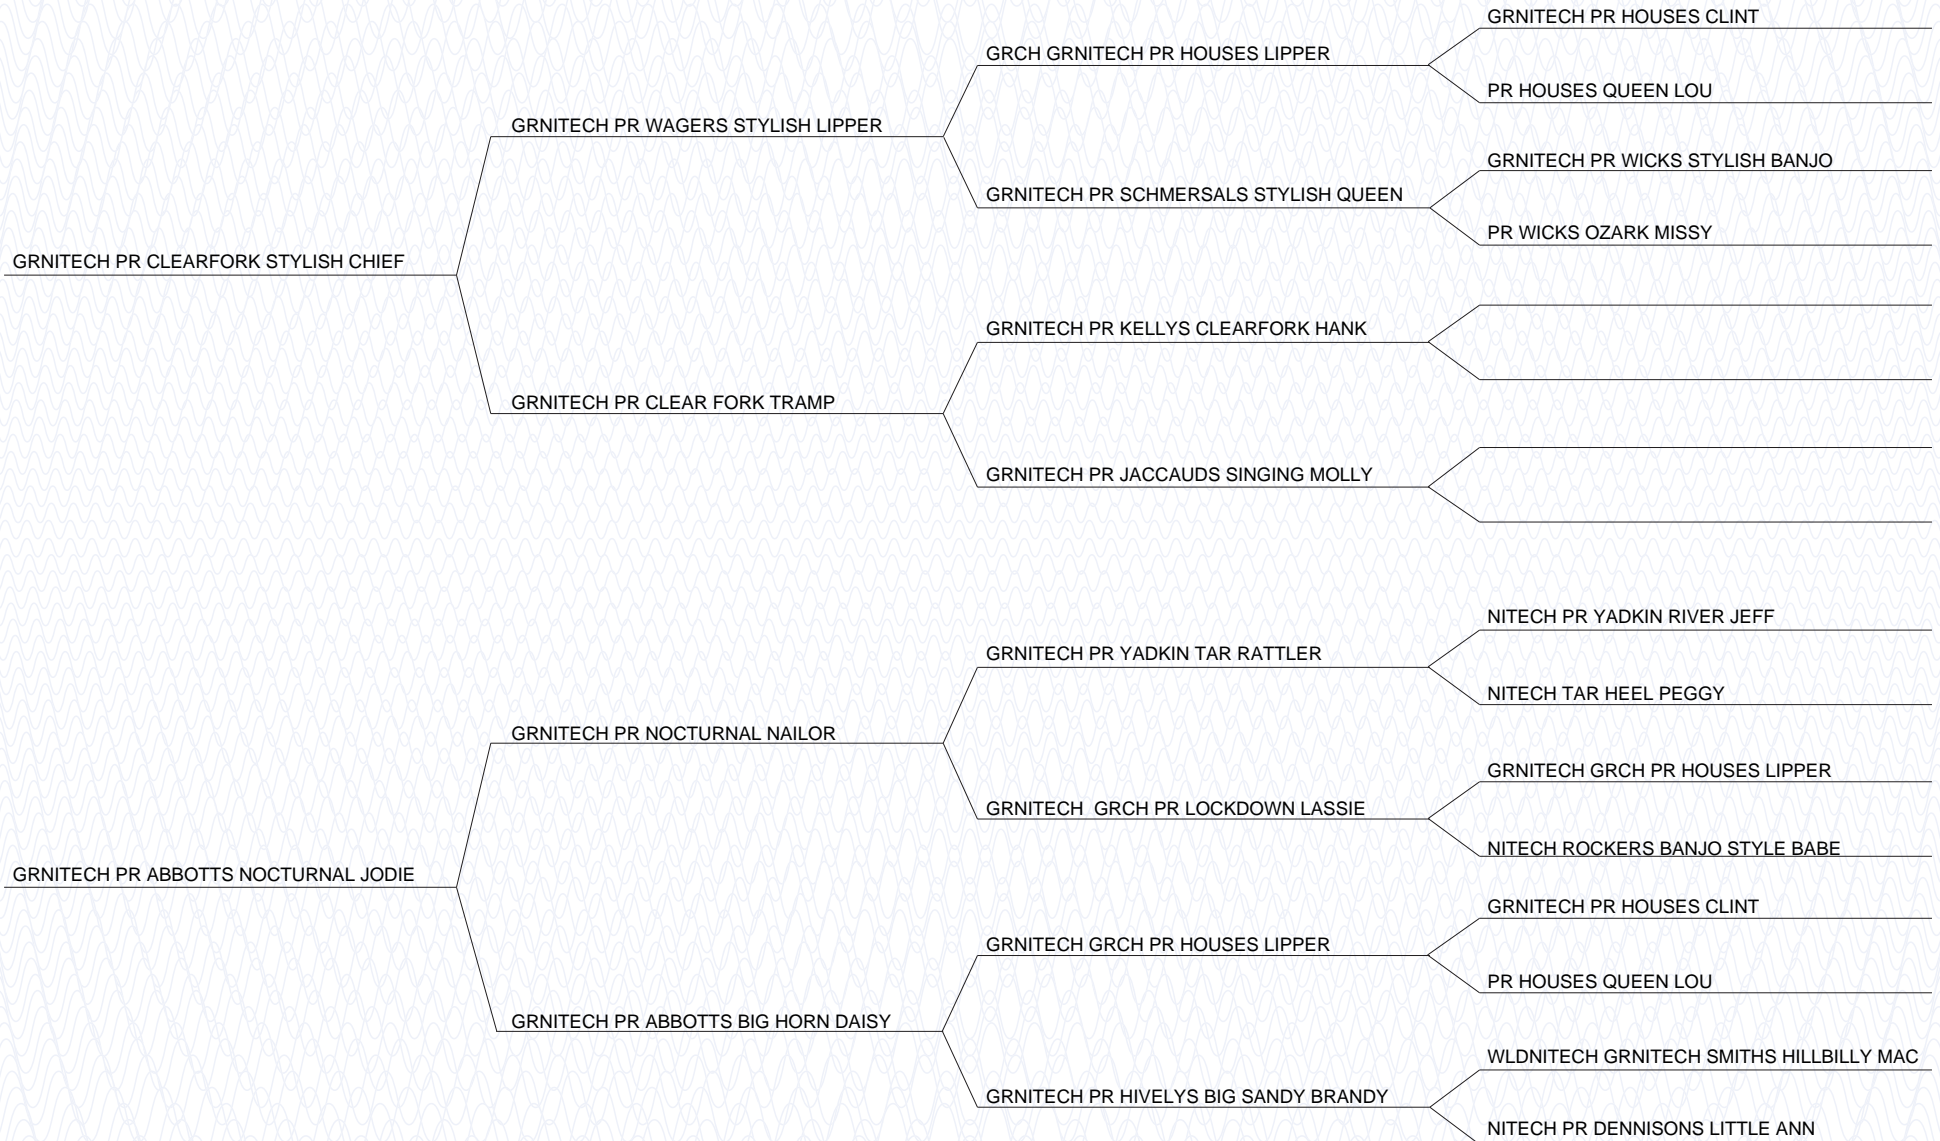 GRNITECH PR HOUSES CLINT
GRCH GRNITECH PR HOUSES LIPPER
PR HOUSES QUEEN LOU
GRNITECH PR WAGERS STYLISH LIPPER
GRNITECH PR WICKS STYLISH BANJO
GRNITECH PR SCHMERSALS STYLISH QUEEN
PR WICKS OZARK MISSY
GRNITECH PR CLEARFORK STYLISH CHIEF
GRNITECH PR KELLYS CLEARFORK HANK
GRNITECH PR CLEAR FORK TRAMP
GRNITECH PR JACCAUDS SINGING MOLLY
NITECH PR YADKIN RIVER JEFF
GRNITECH PR YADKIN TAR RATTLER
NITECH TAR HEEL PEGGY
GRNITECH PR NOCTURNAL NAILOR
GRNITECH GRCH PR HOUSES LIPPER
GRNITECH  GRCH PR LOCKDOWN LASSIE
NITECH ROCKERS BANJO STYLE BABE
GRNITECH PR ABBOTTS NOCTURNAL JODIE
GRNITECH PR HOUSES CLINT
GRNITECH GRCH PR HOUSES LIPPER
PR HOUSES QUEEN LOU
GRNITECH PR ABBOTTS BIG HORN DAISY
WLDNITECH GRNITECH SMITHS HILLBILLY MAC
GRNITECH PR HIVELYS BIG SANDY BRANDY
NITECH PR DENNISONS LITTLE ANN